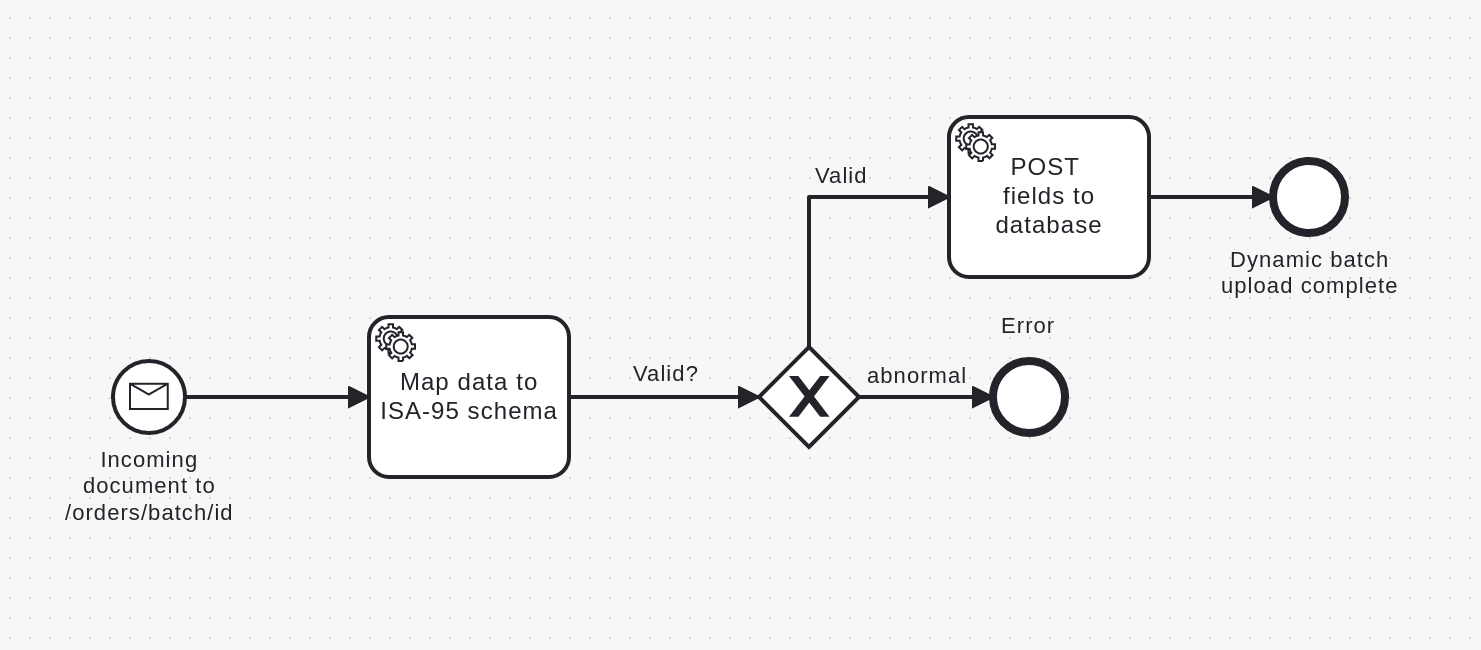 Incoming
document to
/orders/batch/id
Map data to
ISA-95 schema
Valid?
Valid
abnormal
POST
fields to
database
Error
Dynamic batch
upload complete